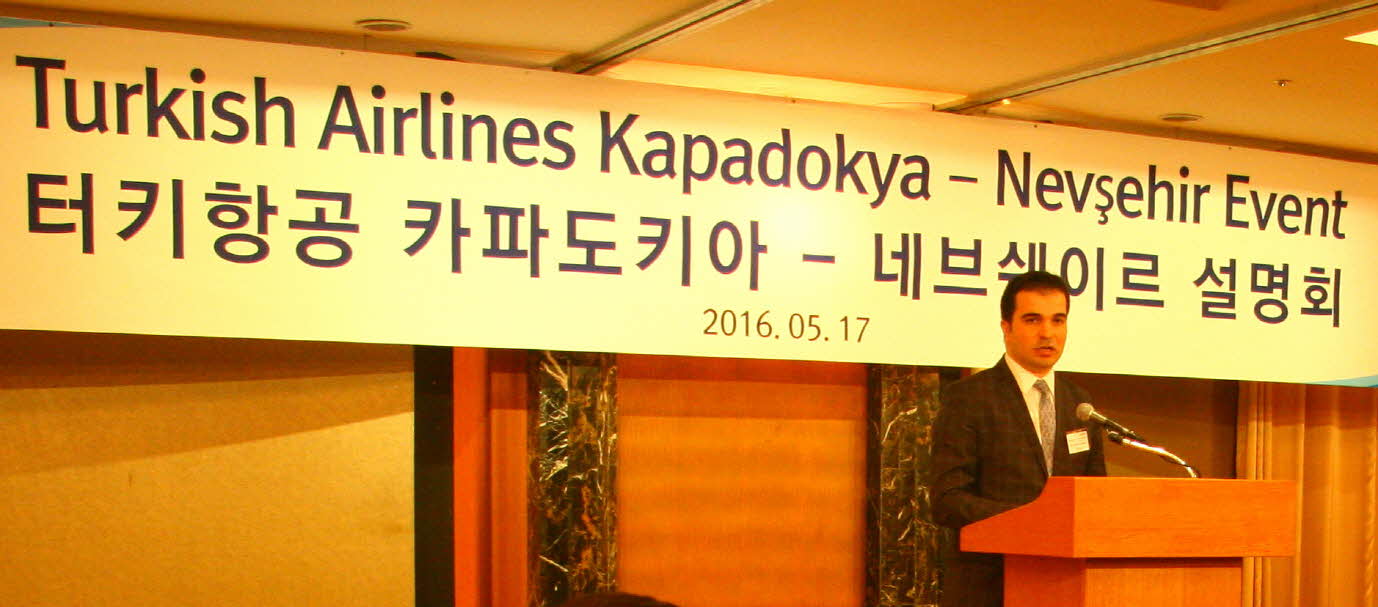 Turkish Airlines Kapadokya – Nevşehir Event
터키항공 카파도키아 – 네브쉐이르 설명회
2016. 05. 17